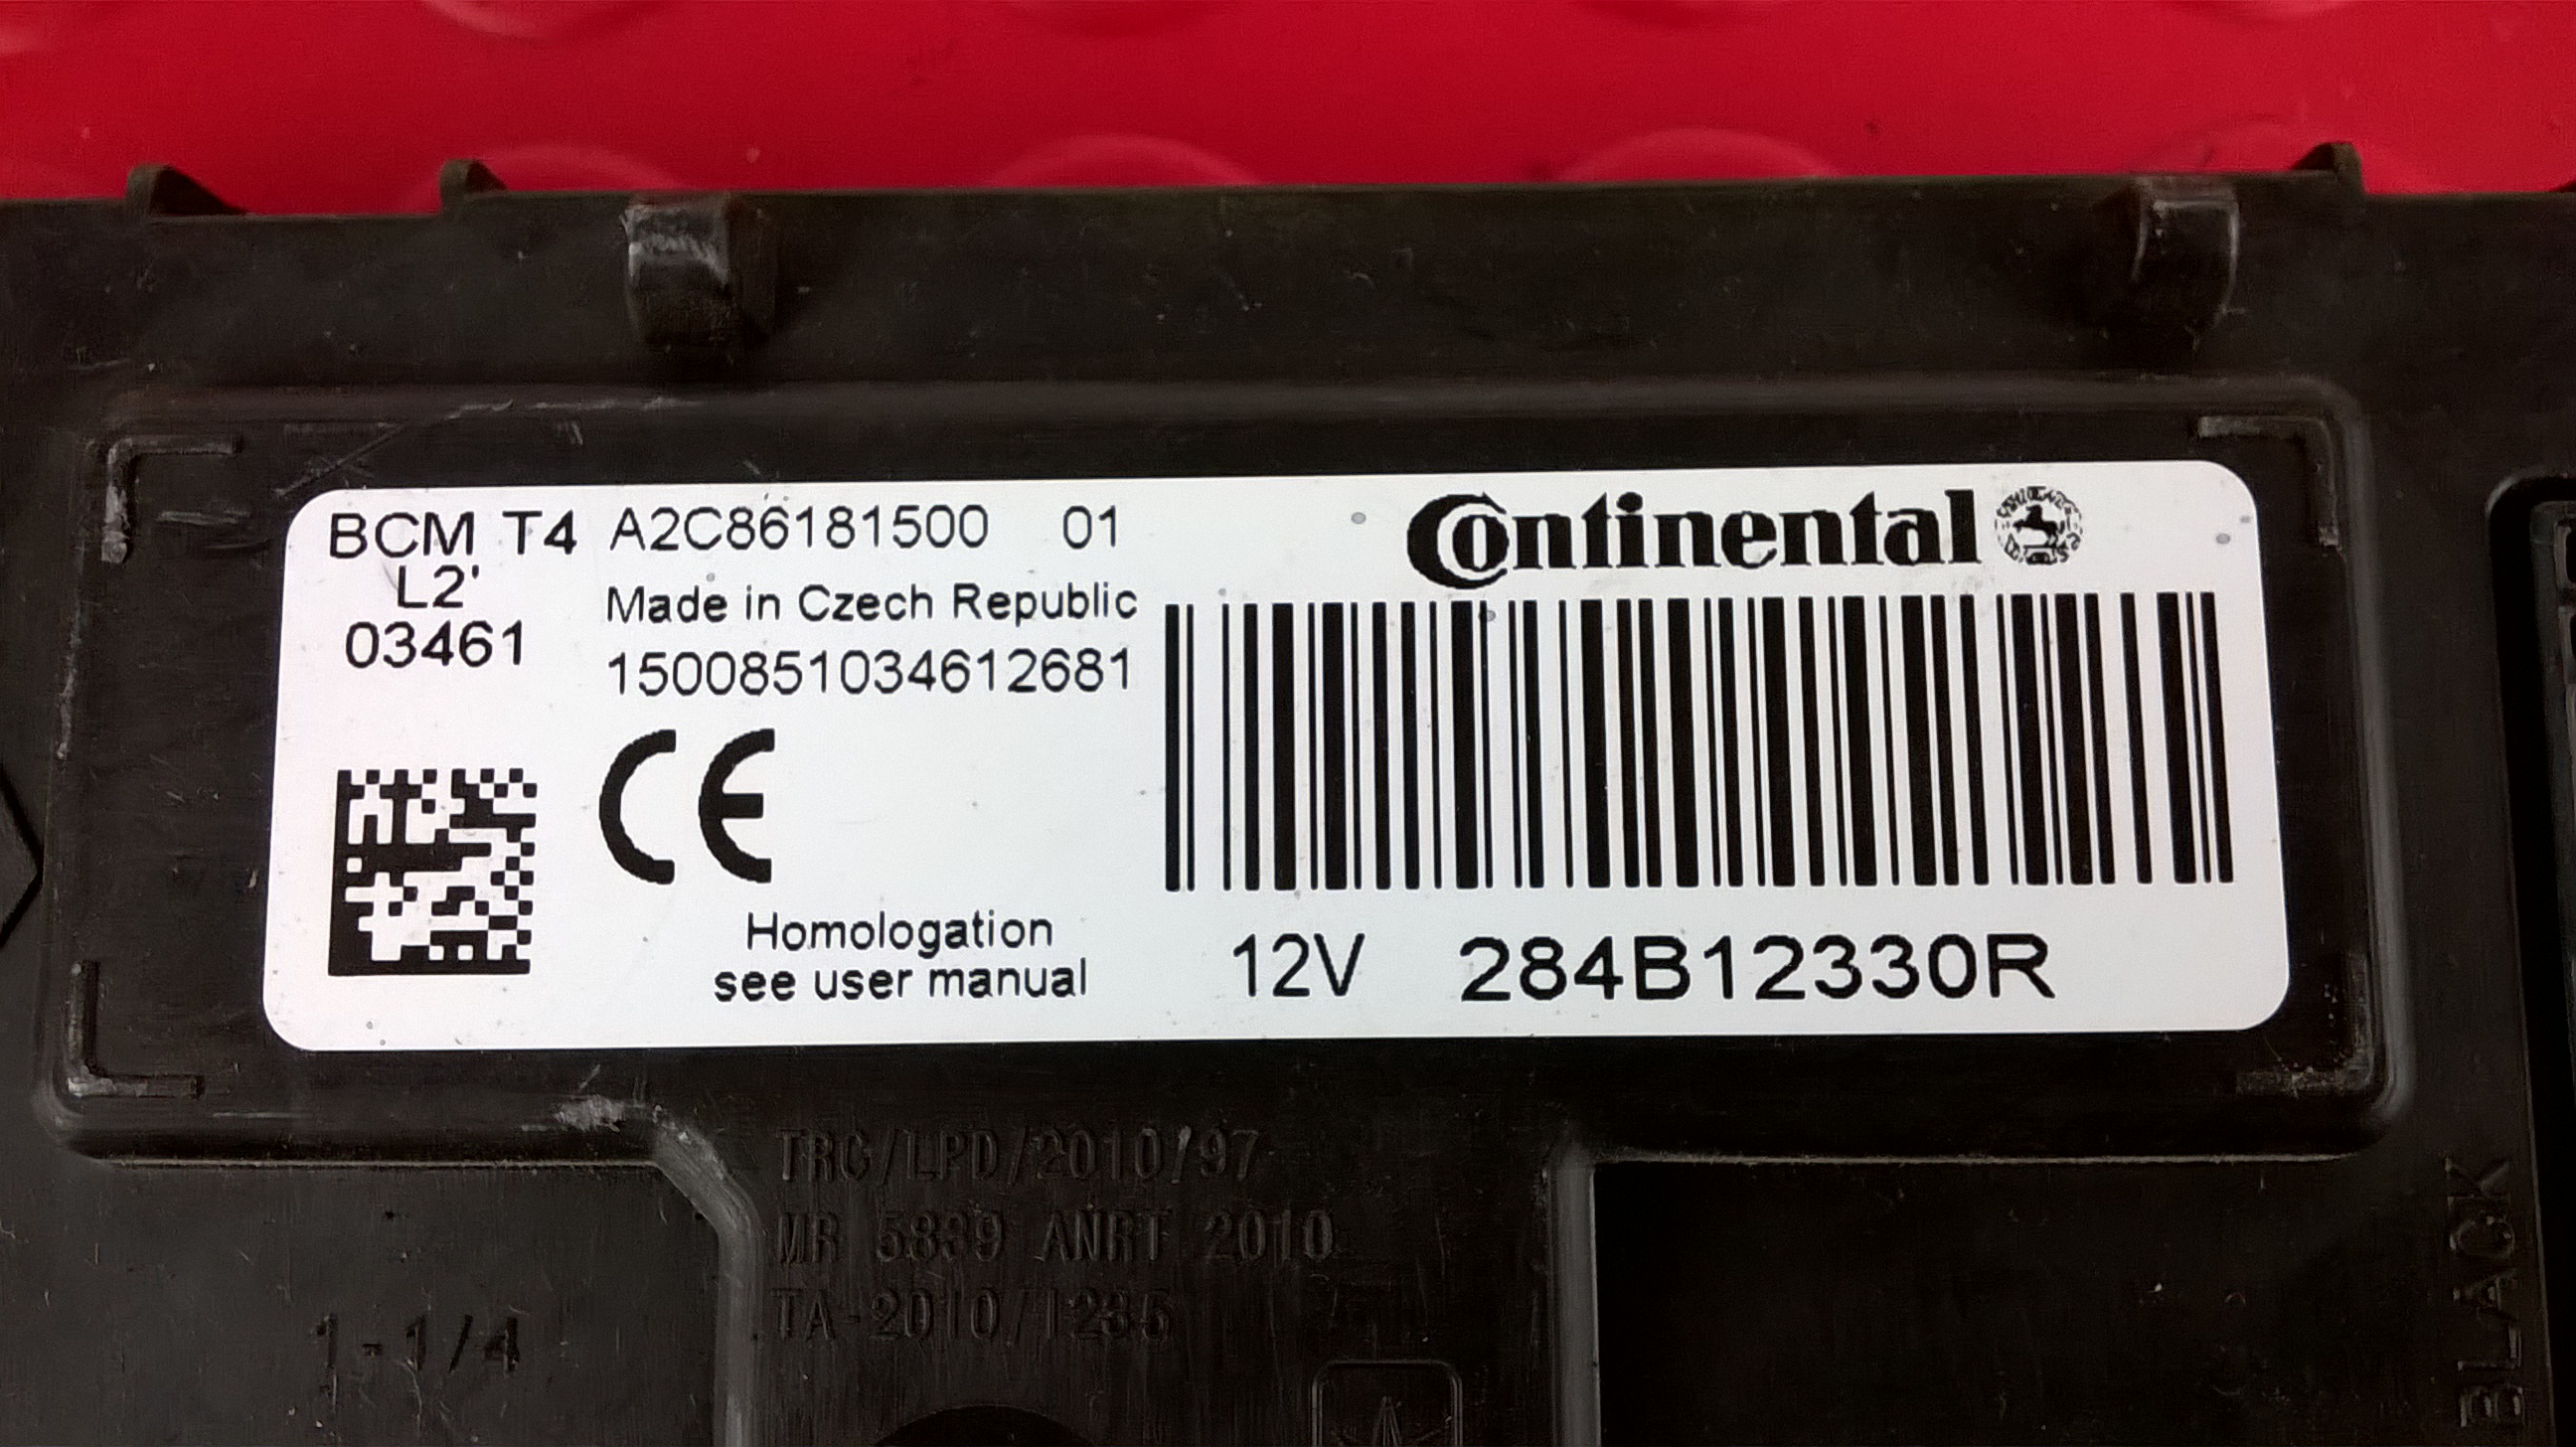 BCM T4 A2C86181500 01
L2'
03461
Made in Czech Republic
1500851034612681
CE
Homologation
see user manual
Continental
12V 284B12330R
TRC/LPD/2010/97
MR 5839 ANRT 2010
TA-2010/1235
1-1/4
BLACK